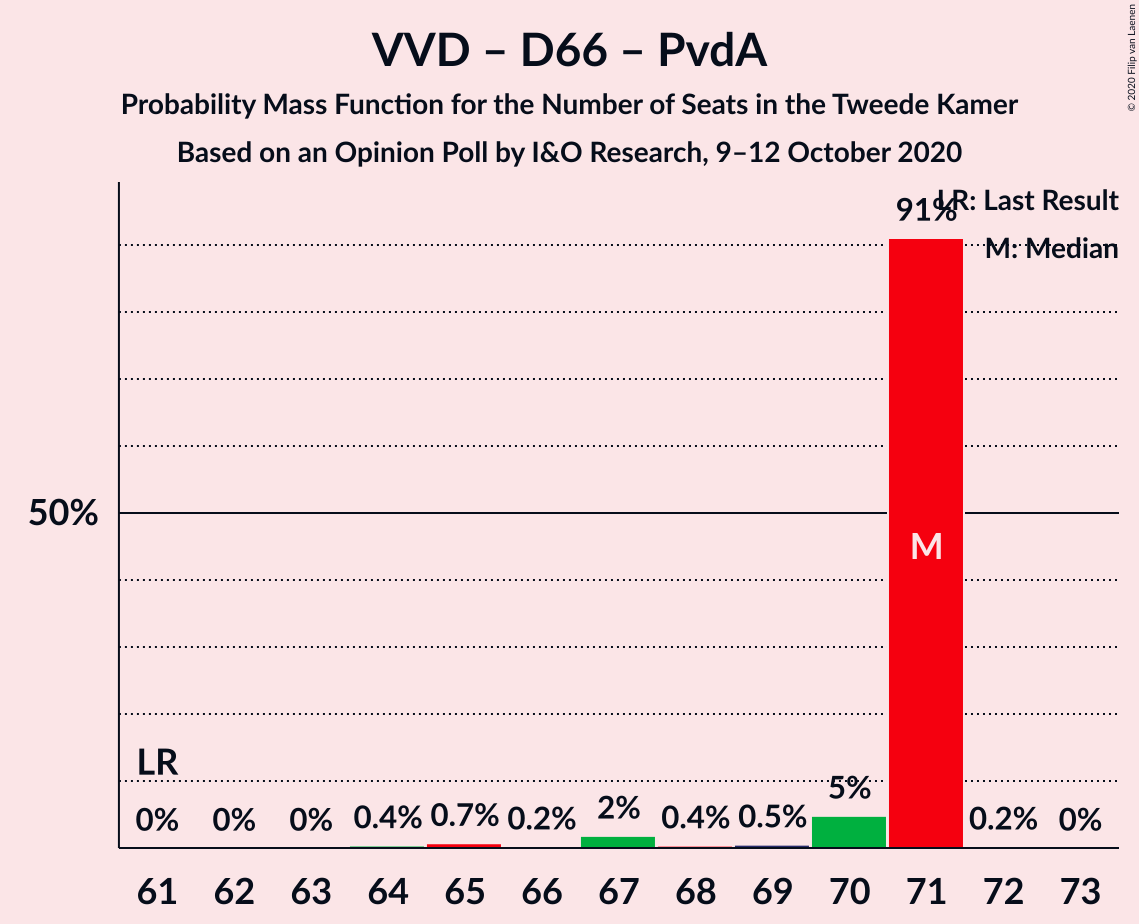 VVD – D66 – PvdA
Probability Mass Function for the Number of Seats in the Tweede Kamer
Based on an Opinion Poll by I&O Research, 9–12 October 2020
© 2020 Filip van Laenen
LR: Last Result
M: Median
91%
50%
M
LR
0% 0% 0% 0.4% 0.7% 0.2% 2% 0.4% 0.5% 5% 0.2% 0%
61 62 63 64 65 66 67 68 69 70 71 72 73